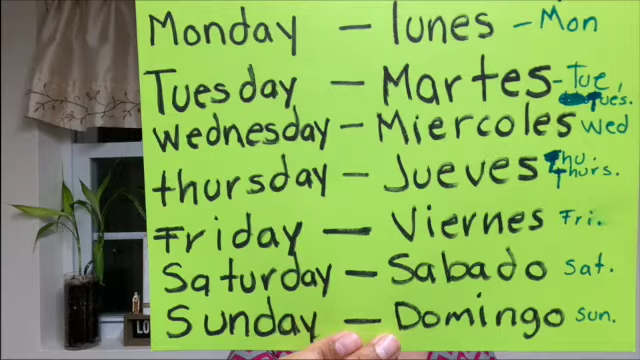 Monday – lunes – Mon
Tuesday – Martes – Tue,
Tues.
Wednesday – Miercoles Wed
thursday – Jueves Thu.
Thurs.
Friday – Viernes Fri.
Saturday – Sabado Sat.
Sunday – Domingo Sun.
LO